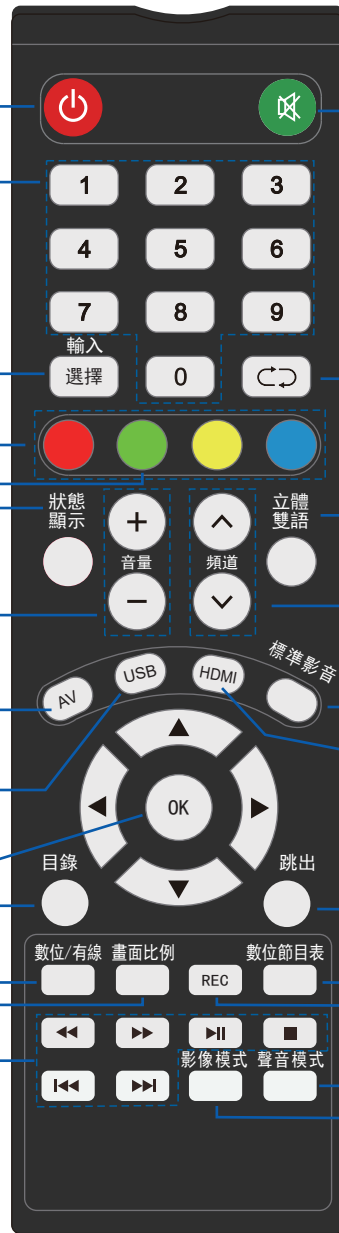 1 2 3
4 5 6
7 8 9
輸入
選擇 0
狀態
顯示
音量
頻道
立體
雙語
AV USB HDMI 標準影音
OK
目錄 跳出
數位/有線 畫面比例 REC 數位節目表
影像模式 聲音模式